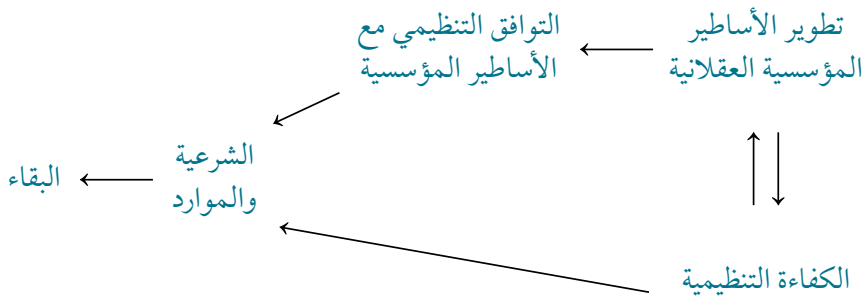 تطوير الأساطير
المؤسسية العقلانية
التوافق التنظيمي مع
الأساطير المؤسسية
الشرعية
والموارد
البقاء
الكفاءة التنظيمية